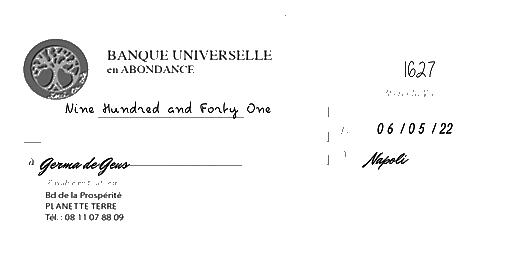 BANQUE UNIVERSELLE
en ABONDANCE
1627
Nine Hundred and Forty One
06/05/22
à Germa de Geus
Napoli
Bd de la Prospérité
PLANETTE TERRE
Tél. : 08 11 07 88 09